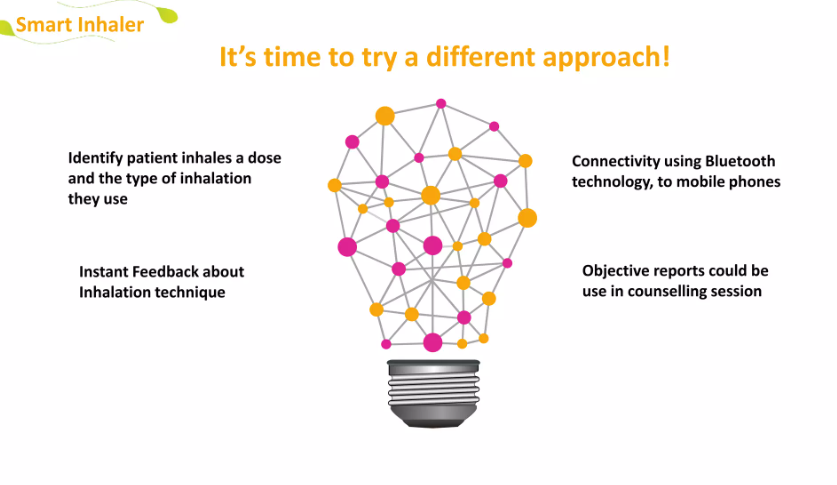 Smart Inhaler
It's time to try a different approach!
Identify patient inhales a dose
and the type of inhalation
they use
Connectivity using Bluetooth
technology, to mobile phones
Instant Feedback about
Inhalation technique
Objective reports could be
use in counselling session